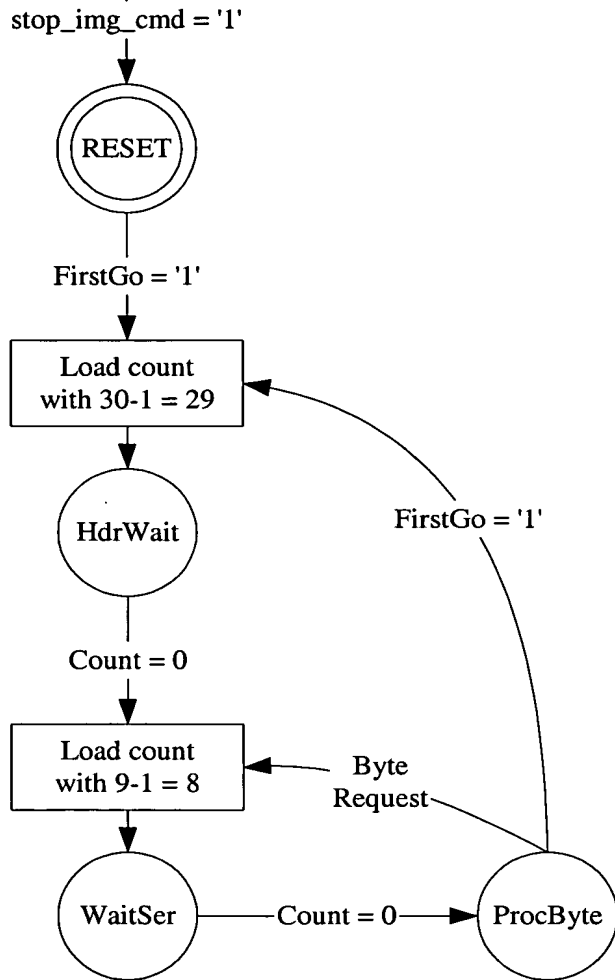 stop_img_cmd = '1'
RESET
FirstGo = '1'
Load count
with 30-1 = 29
HdrWait
FirstGo = '1'
Count = 0
Load count
with 9-1 = 8
Byte
Request
WaitSer
Count = 0
ProcByte